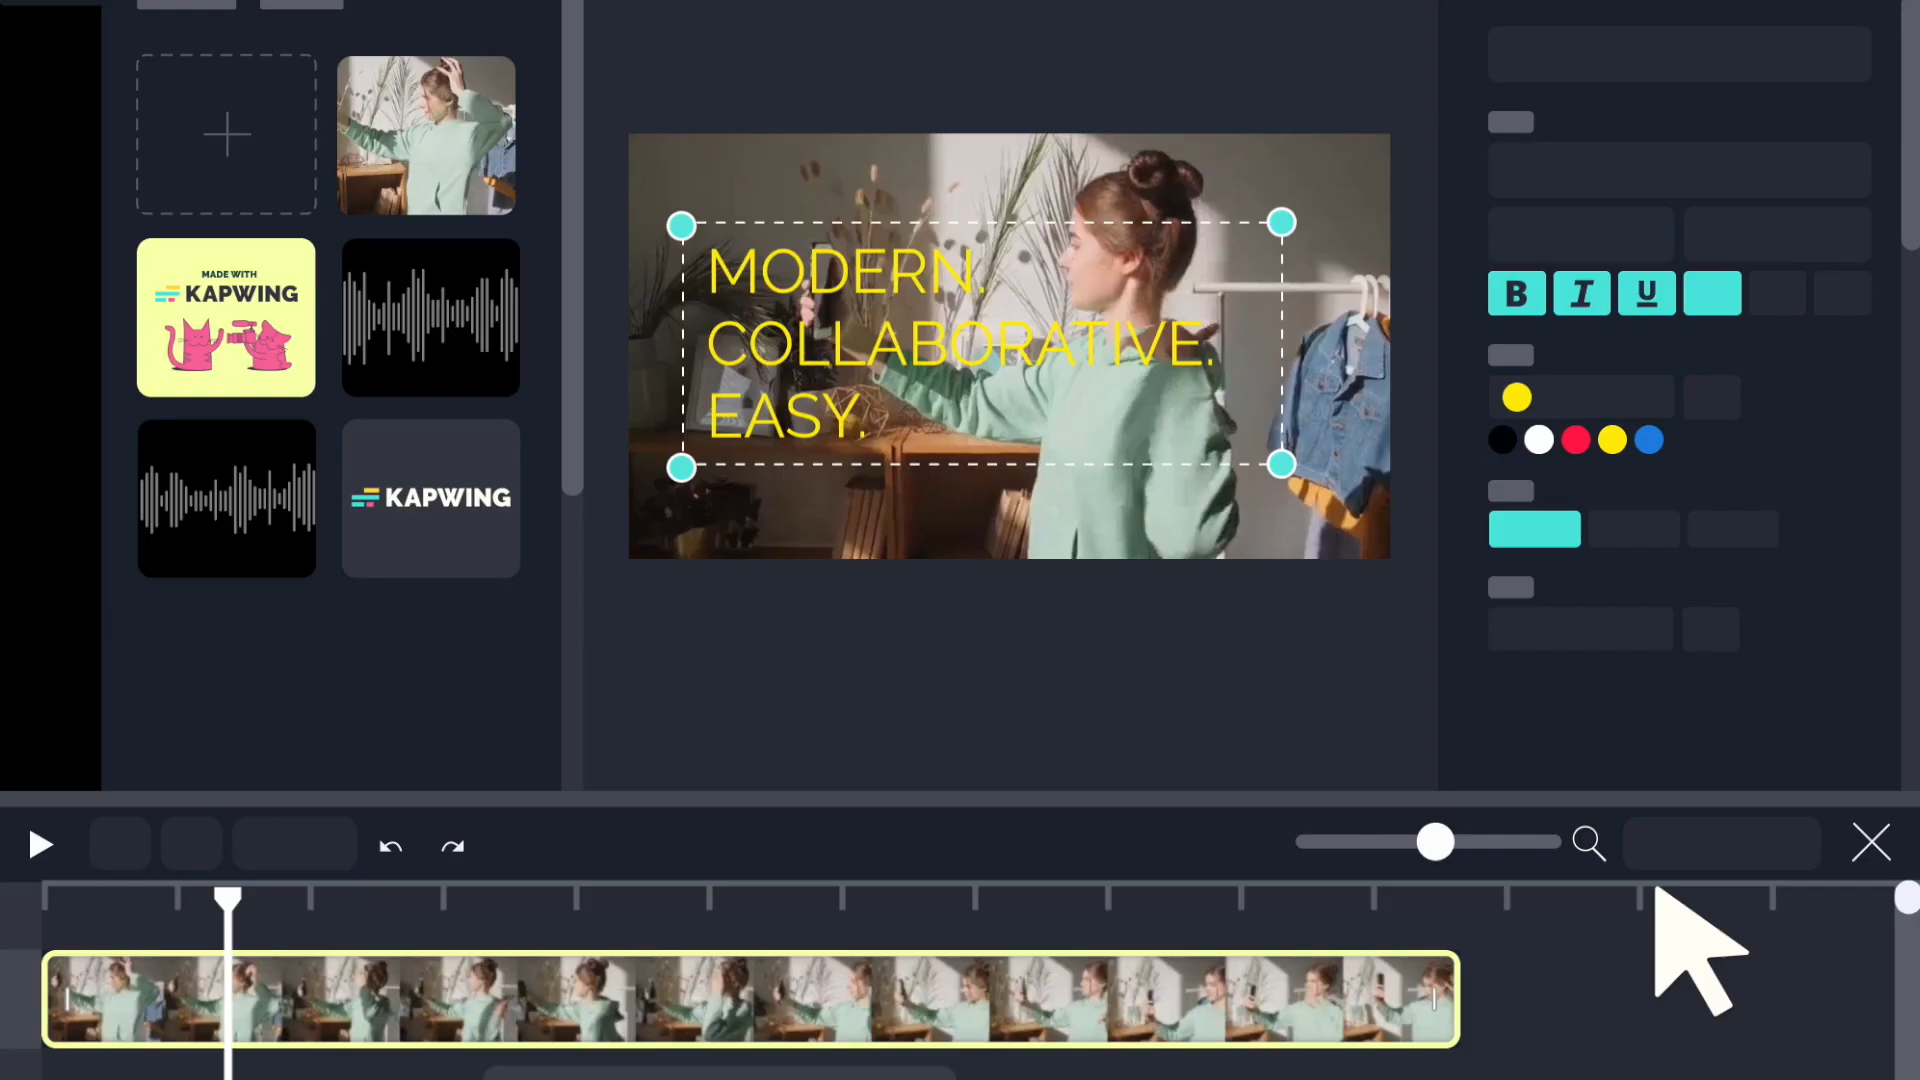 MADE WITH
KAPWING
KAPWING
MODERN.
COLLABORATIVE.
EASY.
B I U